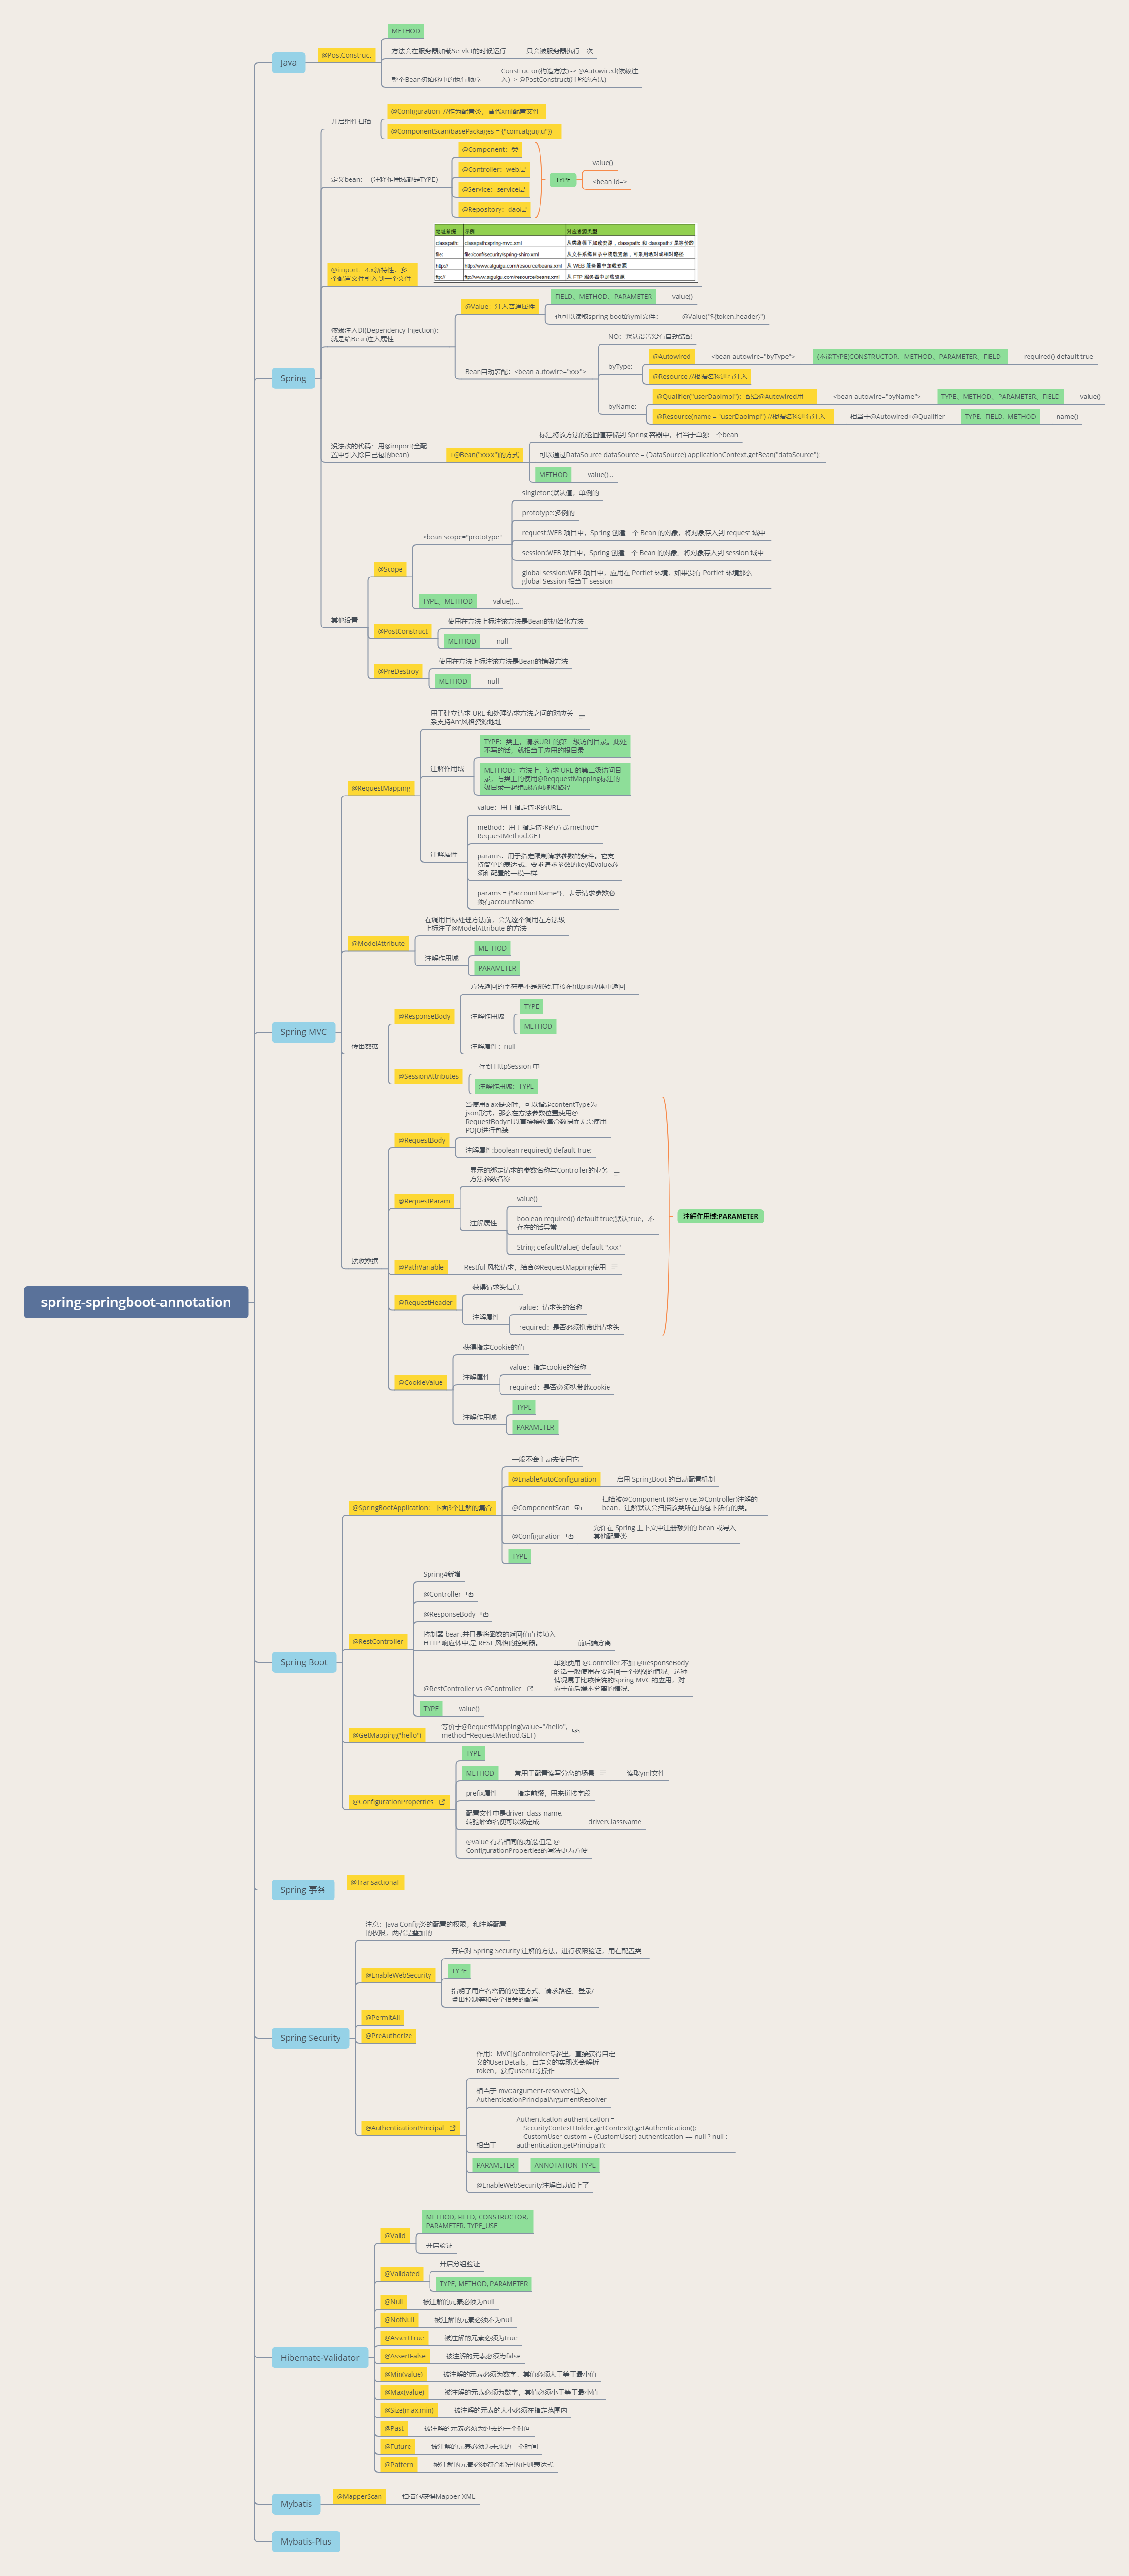 spring-springboot-annotation
Java
@PostConstruct
METHOD
方法会在服务器加载Servlet的时候运行
只会被服务器执行一次
整个Bean初始化中的执行顺序
Constructor(构造方法) -> @Autowired(依赖注
入) -> @PostConstruct(注释的方法)
Spring
开启组件扫描
@Configuration //作为配置类，替代xml配置文件
@ComponentScan(basePackages = {"com.atguigu"})
定义bean：（注释作用域都是TYPE）
@Component：类
@Controller：web层
@Service：service层
@Repository：dao层
TYPE
value()
<bean id=>
@Import：4.x新特性：多
个配置文件引入到一个文件
地址前缀 示例 对应资源类型
classpath: classpath:spring-mvc.xml 从类路径下加载资源，classpath: 和 classpath:/ 是等价的
file: file:/conf/security/spring-shiro.xml 从文件系统目录中装载资源，可采用绝对或相对路径
http:// http://www.atguigu.com/resource/beans.xml 从 WEB 服务器中加载资源
ftp:// ftp://www.atguigu.com/resource/beans.xml 从 FTP 服务器中加载资源
依赖注入DI(Dependency Injection)：
就是给Bean注入属性
@Value：注入普通属性
FIELD、METHOD、PARAMETER
value()
也可以读取spring boot的yml文件：
@Value("${token.header}")
Bean自动装配：<bean autowire="xxx">
NO：默认设置没有自动装配
byType:
@Autowired
<bean autowire="byType">
(不能TYPE)CONSTRUCTOR、METHOD、PARAMETER、FIELD
required() default true
@Resource //根据名称进行注入
byName:
@Qualifier("userDaoImpl")：配合@Autowired用
<bean autowire="byName">
TYPE、METHOD、PARAMETER、FIELD
value()
@Resource(name = "userDaoImpl") //根据名称进行注入
相当于@Autowired+@Qualifier
TYPE, FIELD, METHOD
name()
没法改的代码：用@import(全配
置中引入除自己包的bean)
+@Bean("xxxx")的方式
标注将该方法的返回值存储到 Spring 容器中，相当于单独一个bean
可以通过DataSource dataSource = (DataSource) applicationContext.getBean("dataSource");
METHOD
value()...
其他设置
@Scope
<bean scope="prototype"
singleton:默认值，单例的
prototype:多例的
request:WEB 项目中，Spring 创建一个 Bean 的对象，将对象存入到 request 域中
session:WEB 项目中，Spring 创建一个 Bean 的对象，将对象存入到 session 域中
global session:WEB 项目中，应用在 Portlet 环境，如果没有 Portlet 环境那么
global Session 相当于 session
TYPE、METHOD
value()...
@PostConstruct
使用在方法上标注该方法是Bean的初始化方法
METHOD
null
@PreDestroy
使用在方法上标注该方法是Bean的销毁方法
METHOD
null
Spring MVC
@RequestMapping
用于建立请求 URL 和处理请求方法之间的对应关
系支持Ant风格资源地址
注解作用域
TYPE：类上，请求URL 的第一级访问目录。此处
不写的话，就相当于应用的根目录
METHOD：方法上，请求 URL 的第二级访问目
录，与类上的使用@ReqquestMapping标注的一
级目录一起组成访问虚拟路径
注解属性
value：用于指定请求的URL。
method：用于指定请求的方式 method=
RequestMethod.GET
params：用于指定限制请求参数的条件。它支
持简单的表达式。要求请求参数的key和value必
须和配置的一模一样
params = {"accountName"}，表示请求参数必
须有accountName
@ModelAttribute
在调用目标处理方法前，会先逐个调用在方法级
上标注了@ModelAttribute 的方法
注解作用域
METHOD
PARAMETER
传出数据
@ResponseBody
方法返回的字符串不是跳转,直接在http响应体中返回
注解作用域
TYPE
METHOD
注解属性：null
@SessionAttributes
存到 HttpSession 中
注解作用域：TYPE
接收数据
@RequestBody
当使用ajax提交时，可以指定contentType为
json形式，那么在方法参数位置使用@
RequestBody可以直接接收集合数据而无需使用
POJO进行包装
注解属性:boolean required() default true;
@RequestParam
显示的绑定请求的参数名称与Controller的业务
方法参数名称
注解属性
value()
boolean required() default true;默认true，不
存在的话异常
String defaultValue() default "xxx"
@PathVariable
Restful 风格请求，结合@RequestMapping使用
@RequestHeader
获得请求头信息
注解属性
value：请求头的名称
required：是否必须携带此请求头
注解作用域:PARAMETER
@CookieValue
获得指定Cookie的值
注解属性
value：指定cookie的名称
required：是否必须携带此cookie
注解作用域
TYPE
PARAMETER
Spring Boot
@SpringBootApplication：下面3个注解的集合
一般不会主动去使用它
@EnableAutoConfiguration
启用 SpringBoot 的自动配置机制
@ComponentScan
扫描被@Component (@Service,@Controller)注解的
bean，注解默认会扫描该类所在的包下所有的类。
@Configuration
允许在 Spring 上下文中注册额外的 bean 或导入
其他配置类
TYPE
@RestController
Spring4新增
@Controller
@ResponseBody
控制器 bean,并且是将函数的返回值直接填入
HTTP 响应体中,是 REST 风格的控制器。
前后端分离
@RestController vs @Controller
单独使用 @Controller 不加 @ResponseBody
的话一般使用在要返回一个视图的情况，这种
情况属于比较传统的Spring MVC 的应用，对
应于前后端不分离的情况。
TYPE
value()
@GetMapping("hello")
等价于@RequestMapping(value="/hello",
method=RequestMethod.GET)
@ConfigurationProperties
TYPE
METHOD
常用于配置读写分离的场景
读取yml文件
prefix属性
指定前缀，用来拼接字段
配置文件中是driver-class-name,
转驼峰命名便可以绑定成
driverClassName
@value 有着相同的功能,但是 @
ConfigurationProperties的写法更为方便
Spring 事务
@Transactional
Spring Security
注意：Java Config类的配置的权限，和注解配置
的权限，两者是叠加的
@EnableWebSecurity
开启对 Spring Security 注解的方法，进行权限验证，用在配置类
TYPE
指明了用户名密码的处理方式、请求路径、登录/
登出控制等和安全相关的配置
@PermitAll
@PreAuthorize
@AuthenticationPrincipal
作用：MVC的Controller传参里，直接获得自定
义的UserDetails，自定义的实现类会解析
token，获得userID等操作
相当于 mvc:argument-resolvers注入
AuthenticationPrincipalArgumentResolver
相当于
Authentication authentication =
SecurityContextHolder.getContext().getAuthentication();
CustomUser custom = (CustomUser) authentication == null ? null :
authentication.getPrincipal();
PARAMETER
ANNOTATION_TYPE
@EnableWebSecurity注解自动加上了
Hibernate-Validator
@Valid
METHOD, FIELD, CONSTRUCTOR,
PARAMETER, TYPE_USE
开启验证
@Validated
开启分组验证
TYPE, METHOD, PARAMETER
@Null
被注解的元素必须为null
@NotNull
被注解的元素必须不为null
@AssertTrue
被注解的元素必须为true
@AssertFalse
被注解的元素必须为false
@Min(value)
被注解的元素必须为数字，其值必须大于等于最小值
@Max(value)
被注解的元素必须为数字，其值必须小于等于最小值
@Size(max,min)
被注解的元素的大小必须在指定范围内
@Past
被注解的元素必须为过去的一个时间
@Future
被注解的元素必须为未来的一个时间
@Pattern
被注解的元素必须符合指定的正则表达式
Mybatis
@MapperScan
扫描包获得Mapper-XML
Mybatis-Plus